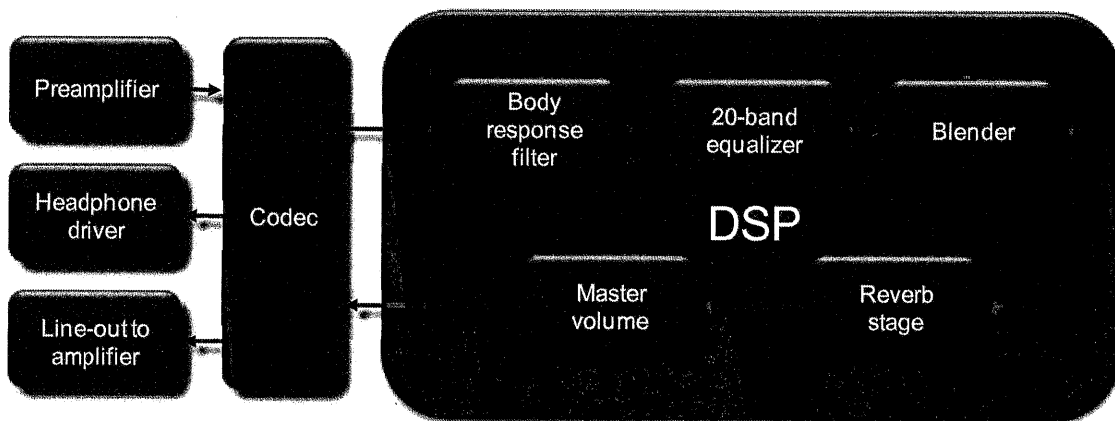 Preamplifier
Headphone
driver
Line-out to
amplifier
Codec
Body
response
filter
20-band
equalizer
Blender
DSP
Master
volume
Reverb
stage